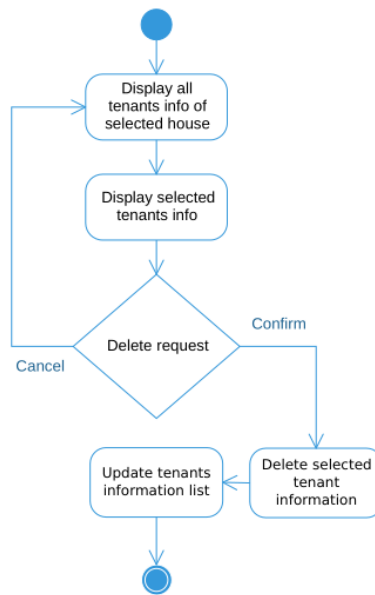 Display all
tenants info of
selected house
Display selected
tenants info
Delete request
Confirm
Cancel
Update tenants
information list
Delete selected
tenant
information